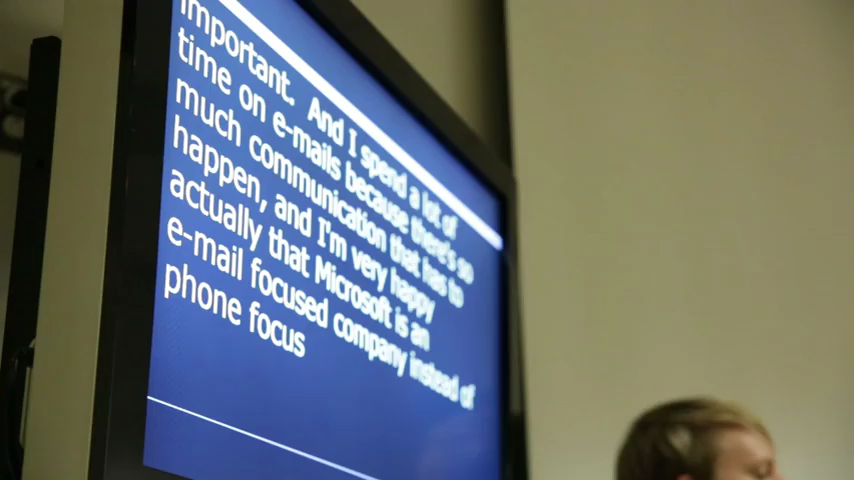 important.  And I spend a lot of
time on e-mails because there's so
much communication that has to
happen, and I'm very happy
actually that Microsoft is an
e-mail focused company instead of
phone focus